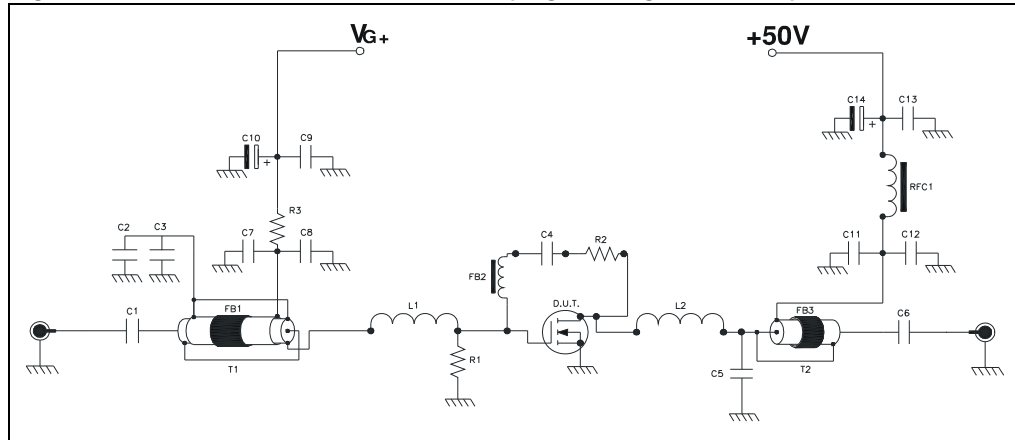 VG+
+50V
C10
C9
C14
C13
RFC1
R3
C2
C3
C7
C8
C4
R2
C11
C12
FB2
C1
FB1
L1
D.U.T.
L2
FB3
C6
R1
T1
C5
T2